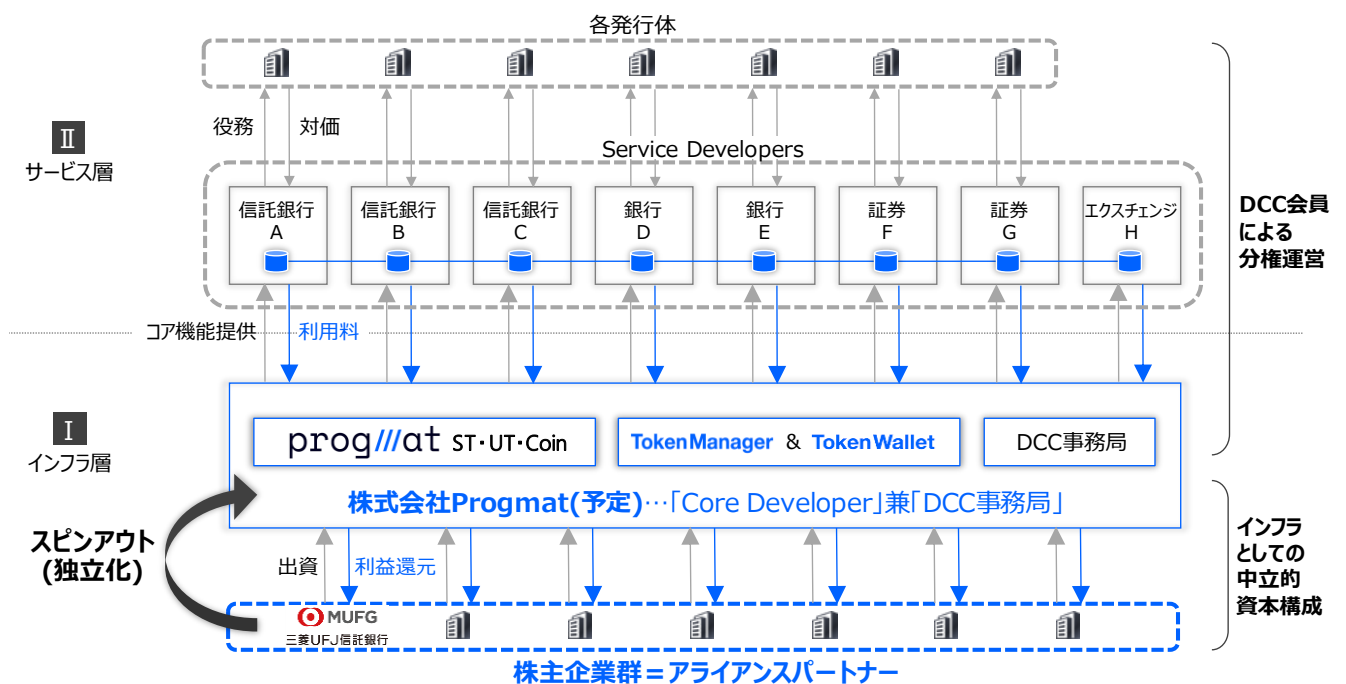 各発行体
役務
対価
Ⅱ
サービス層
Service Developers
信託銀行
A
信託銀行
B
信託銀行
C
銀行
D
銀行
E
証券
F
証券
G
エクスチェンジ
H
DCC会員
による
分権運営
コア機能提供
利用料
Ⅰ
インフラ層
prog///at ST・UT・Coin
TokenManager & TokenWallet
DCC事務局
株式会社Progmat(予定)…「Core Developer」兼「DCC事務局」
スピンアウト
(独立化)
出資
利益還元
インフラ
としての
中立的
資本構成
MUFG
三菱UFJ信託銀行
株主企業群＝アライアンスパートナー